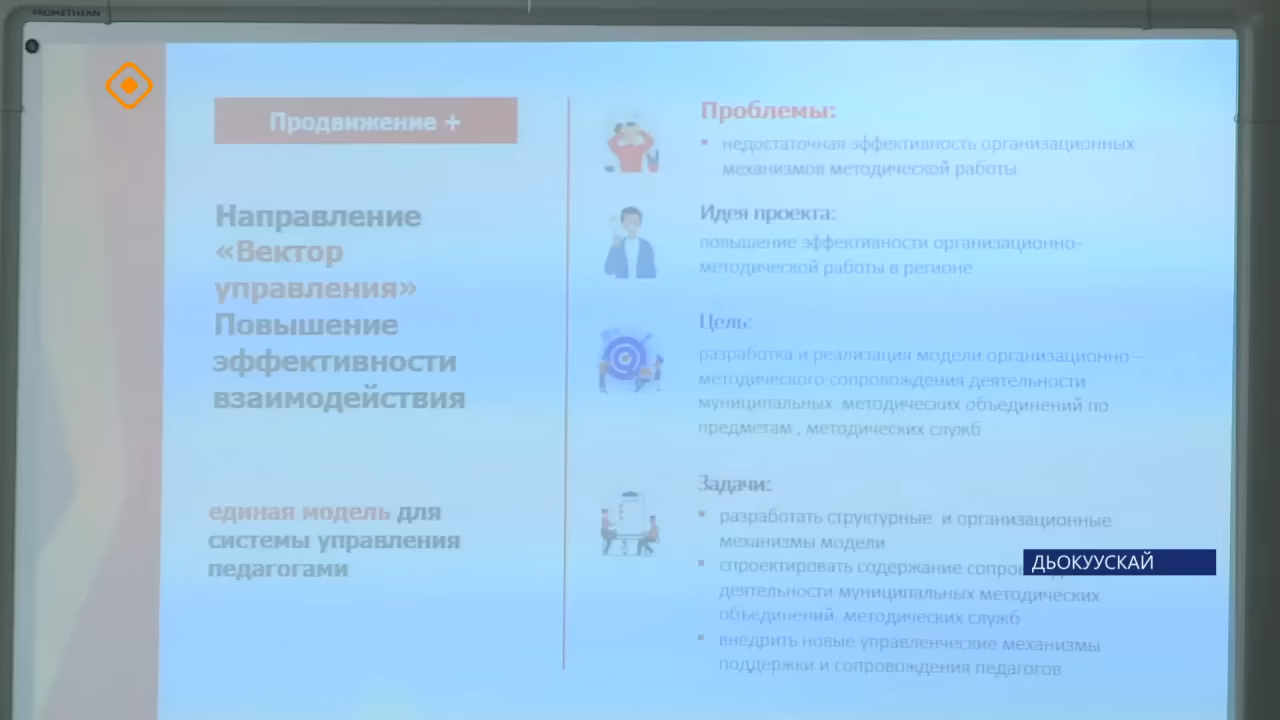 PROMETHEAN
Продвижение +
Направление
«Вектор
управления»
Повышение
эффективности
взаимодействия
единая модель для
системы управления
педагогами
Проблемы:
▪ недостаточная эффективность организационных
механизмов методической работы
Идея проекта:
повышение эффективности организационно-
методической работы в регионе
Цель:
разработка и реализация модели организационно –
методического сопровождения деятельности
муниципальных методических объединений по
предметам , методических служб
Задачи:
▪ разработать структурные и организационные
механизмы модели
▪ спроектировать содержание
деятельности муниципальных методических
объединений, методических служб
▪ внедрить новые управленческие механизмы
поддержки и сопровождения педагогов
ДЬОКУУСКАЙ